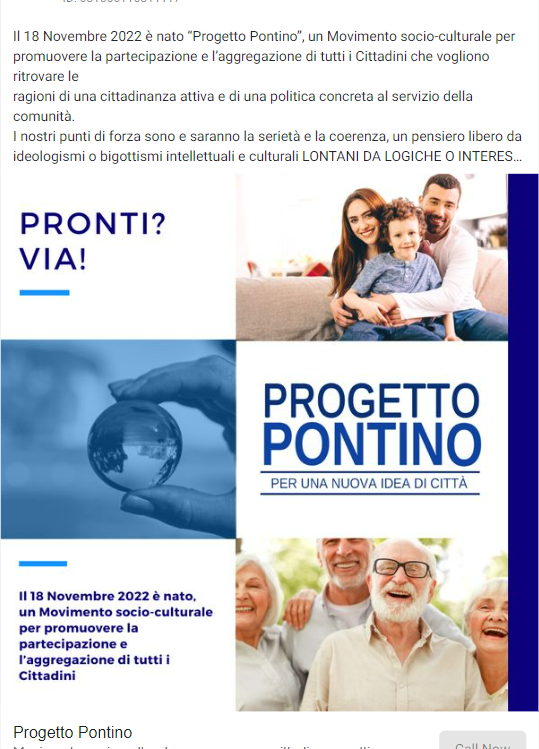 Il 18 Novembre 2022 è nato “Progetto Pontino”, un Movimento socio-culturale per
promuovere la partecipazione e l’aggregazione di tutti i Cittadini che vogliono
ritrovare le
ragioni di una cittadinanza attiva e di una politica concreta al servizio della
comunità.
I nostri punti di forza sono e saranno la serietà e la coerenza, un pensiero libero da
ideologismi o bigottismi intellettuali e culturali LONTANI DA LOGICHE O INTERES...
PRONTI?
VIA!
PROGETTO
PONTINO
PER UNA NUOVA IDEA DI CITTÀ
Il 18 Novembre 2022 è nato,
un Movimento socio-culturale
per promuovere la
partecipazione e
l’aggregazione di tutti i
Cittadini
Progetto Pontino
Call Now